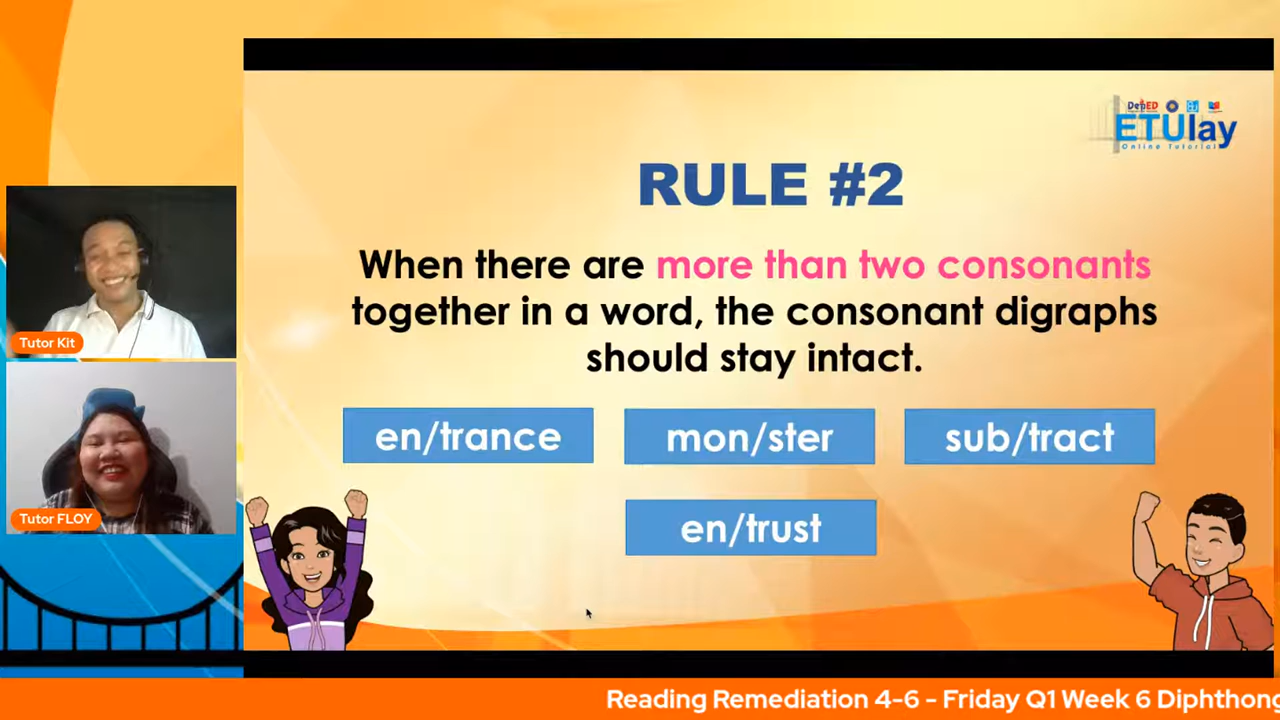 DepED
ETUlay
Online Tutorial
RULE #2
When there are more than two consonants
together in a word, the consonant digraphs
should stay intact.
en/trance
mon/ster
sub/tract
en/trust
Tutor Kit
Tutor FLOY
Reading Remediation 4-6 - Friday Q1 Week 6 Diphthong